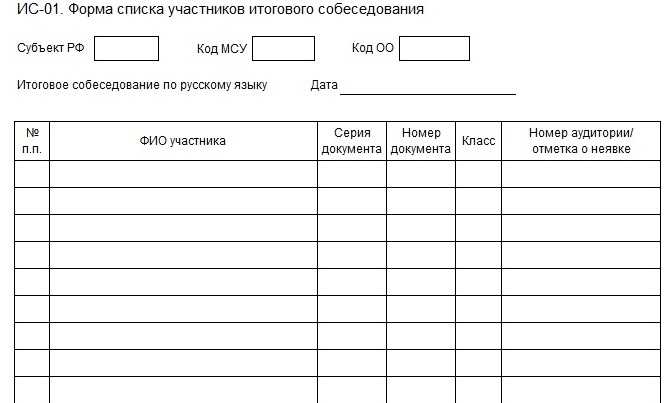 ИС-01. Форма списка участников итогового собеседования
Субъект РФ Код МСУ Код ОО
Итоговое собеседование по русскому языку Дата
№ п.п. ФИО участника Серия документа Номер документа Класс Номер аудитории/ отметка о неявке